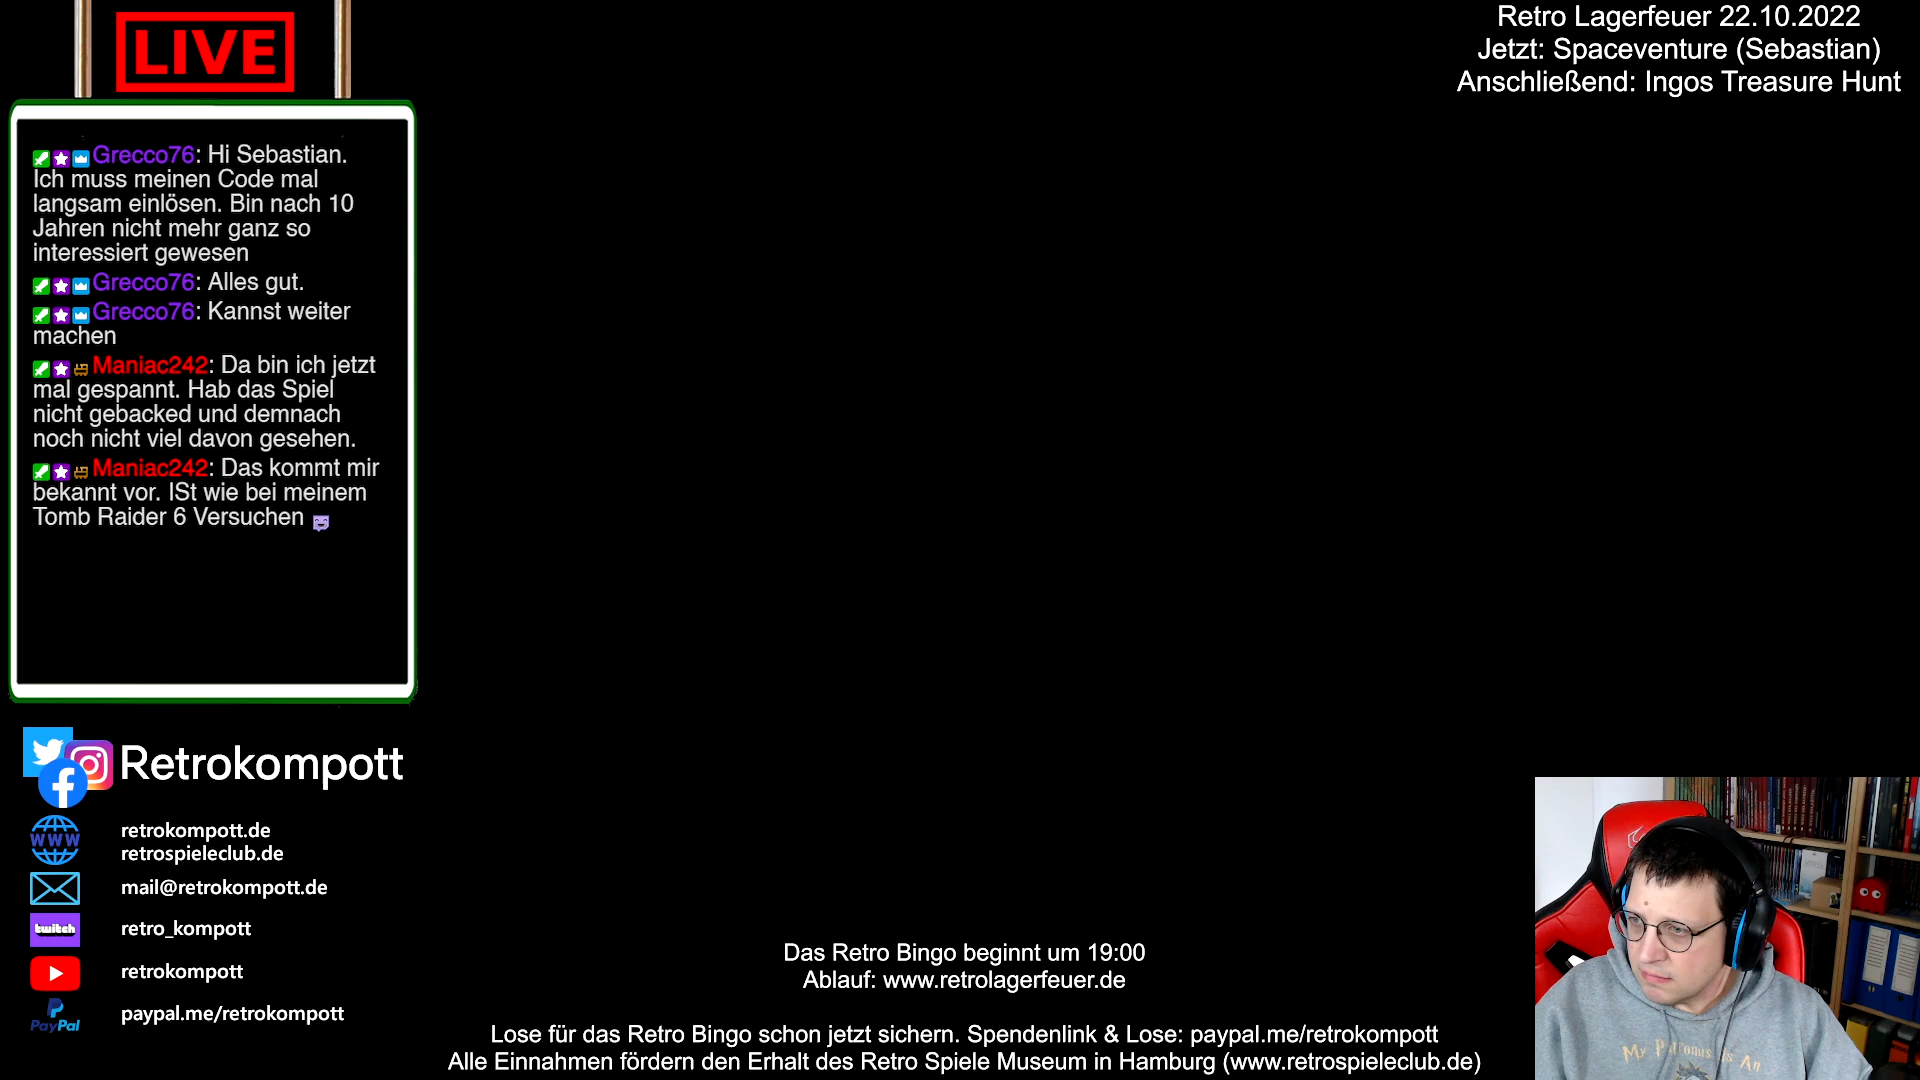 LIVE
Retro Lagerfeuer 22.10.2022
Jetzt: Spaceventure (Sebastian)
Anschließend: Ingos Treasure Hunt
Grecco76: Hi Sebastian.
Ich muss meinen Code mal
langsam einlösen. Bin nach 10
Jahren nicht mehr ganz so
interessiert gewesen
Grecco76: Alles gut.
Grecco76: Kannst weiter
machen
Maniac242: Da bin ich jetzt
mal gespannt. Hab das Spiel
nicht gebacked und demnach
noch nicht viel davon gesehen.
Maniac242: Das kommt mir
bekannt vor. ISt wie bei meinem
Tomb Raider 6 Versuchen
Retrokompott
WWW
retrokompott.de
retrospieleclub.de
mail@retrokompott.de
twitch
retro_kompott
retrokompott
PayPal
paypal.me/retrokompott
Das Retro Bingo beginnt um 19:00
Ablauf: www.retrolagerfeuer.de
Lose für das Retro Bingo schon jetzt sichern. Spendenlink & Lose: paypal.me/retrokompott
Alle Einnahmen fördern den Erhalt des Retro Spiele Museum in Hamburg (www.retrospieleclub.de)
My Patronus Is An